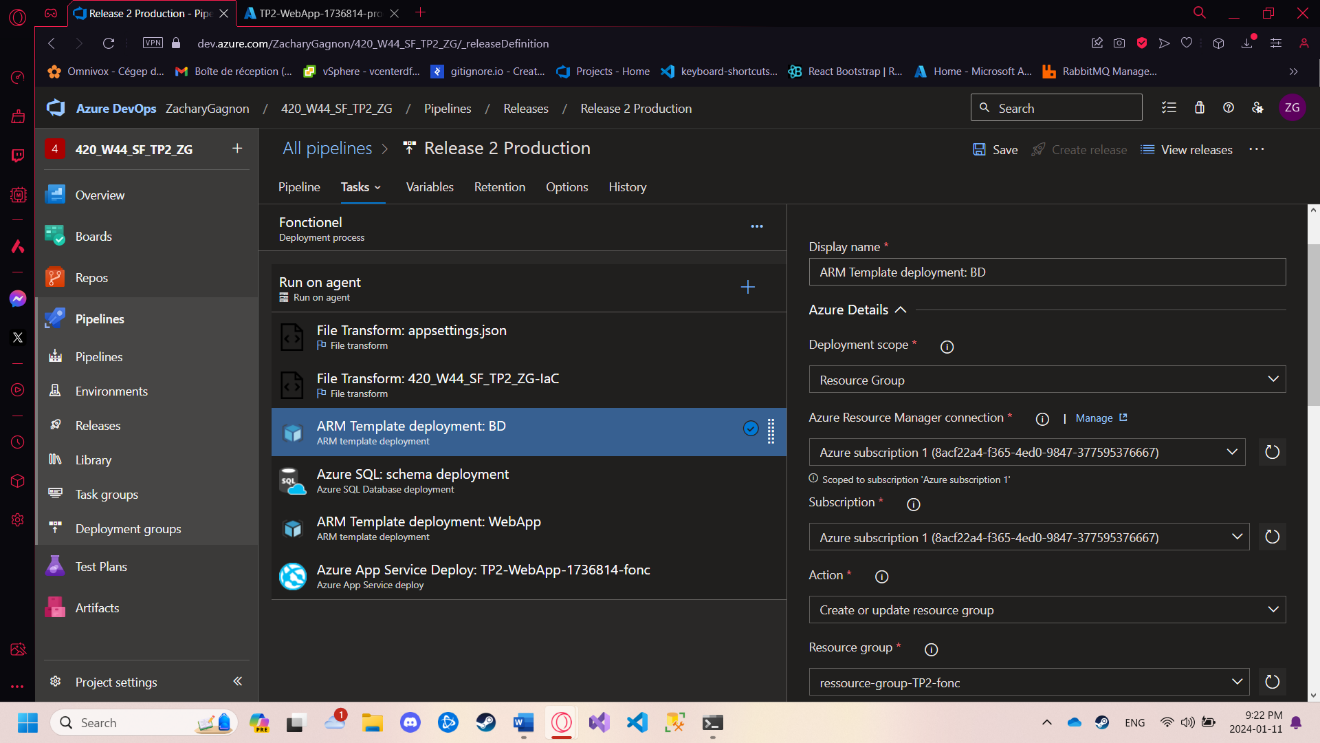 Release 2 Production - Pip
TP2-WebApp-1736814-pro
VPN
dev.azure.com/ZacharyGagnon/420_W44_SF_TP2_ZG/_releaseDefinition
Omnivox - Cégep d...
Boîte de réception (...
vSphere - vcenterdf...
gitignore.io - Creat...
Projects - Home
keyboard-shortcuts...
React Bootstrap | R...
Home - Microsoft A...
RabbitMQ Manage...
Azure DevOps
ZacharyGagnon / 420_W44_SF_TP2_ZG / Pipelines / Releases / Release 2 Production
Search
ZG
4
420_W44_SF_TP2_ZG
Overview
Boards
Repos
Pipelines
Pipelines
Environments
Releases
Library
Task groups
Deployment groups
Test Plans
Artifacts
Project settings
All pipelines > Release 2 Production
Save
Create release
View releases
Pipeline
Tasks
Variables
Retention
Options
History
Fonctionel
Deployment process
Run on agent
Run on agent
File Transform: appsettings.json
File transform
File Transform: 420_W44_SF_TP2_ZG-IaC
File transform
ARM Template deployment: BD
ARM template deployment
Azure SQL: schema deployment
SQL
Azure SQL Database deployment
ARM Template deployment: WebApp
ARM template deployment
Azure App Service Deploy: TP2-WebApp-1736814-fonc
Azure App Service deploy
Display name *
ARM Template deployment: BD
Azure Details
Deployment scope *
Resource Group
Azure Resource Manager connection * | Manage
Azure subscription 1 (8acf22a4-f365-4ed0-9847-377595376667)
Scoped to subscription 'Azure subscription 1'
Subscription *
Azure subscription 1 (8acf22a4-f365-4ed0-9847-377595376667)
Action *
Create or update resource group
Resource group *
ressource-group-TP2-fonc
Search
PRE
1
ENG
9:22 PM
2024-01-11